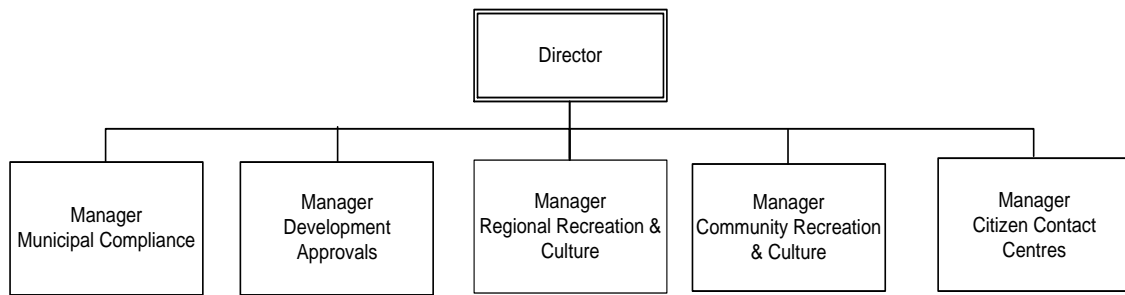 Director
Manager
Municipal Compliance
Manager
Development
Approvals
Manager
Regional Recreation &
Culture
Manager
Community Recreation
& Culture
Manager
Citizen Contact
Centres